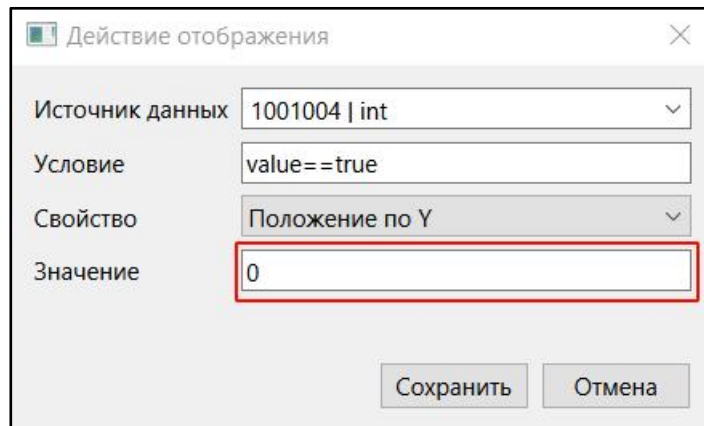 Действие отображения
Источник данных 1001004 | int
Условие value==true
Свойство Положение по Y
Значение 0
Сохранить Отмена